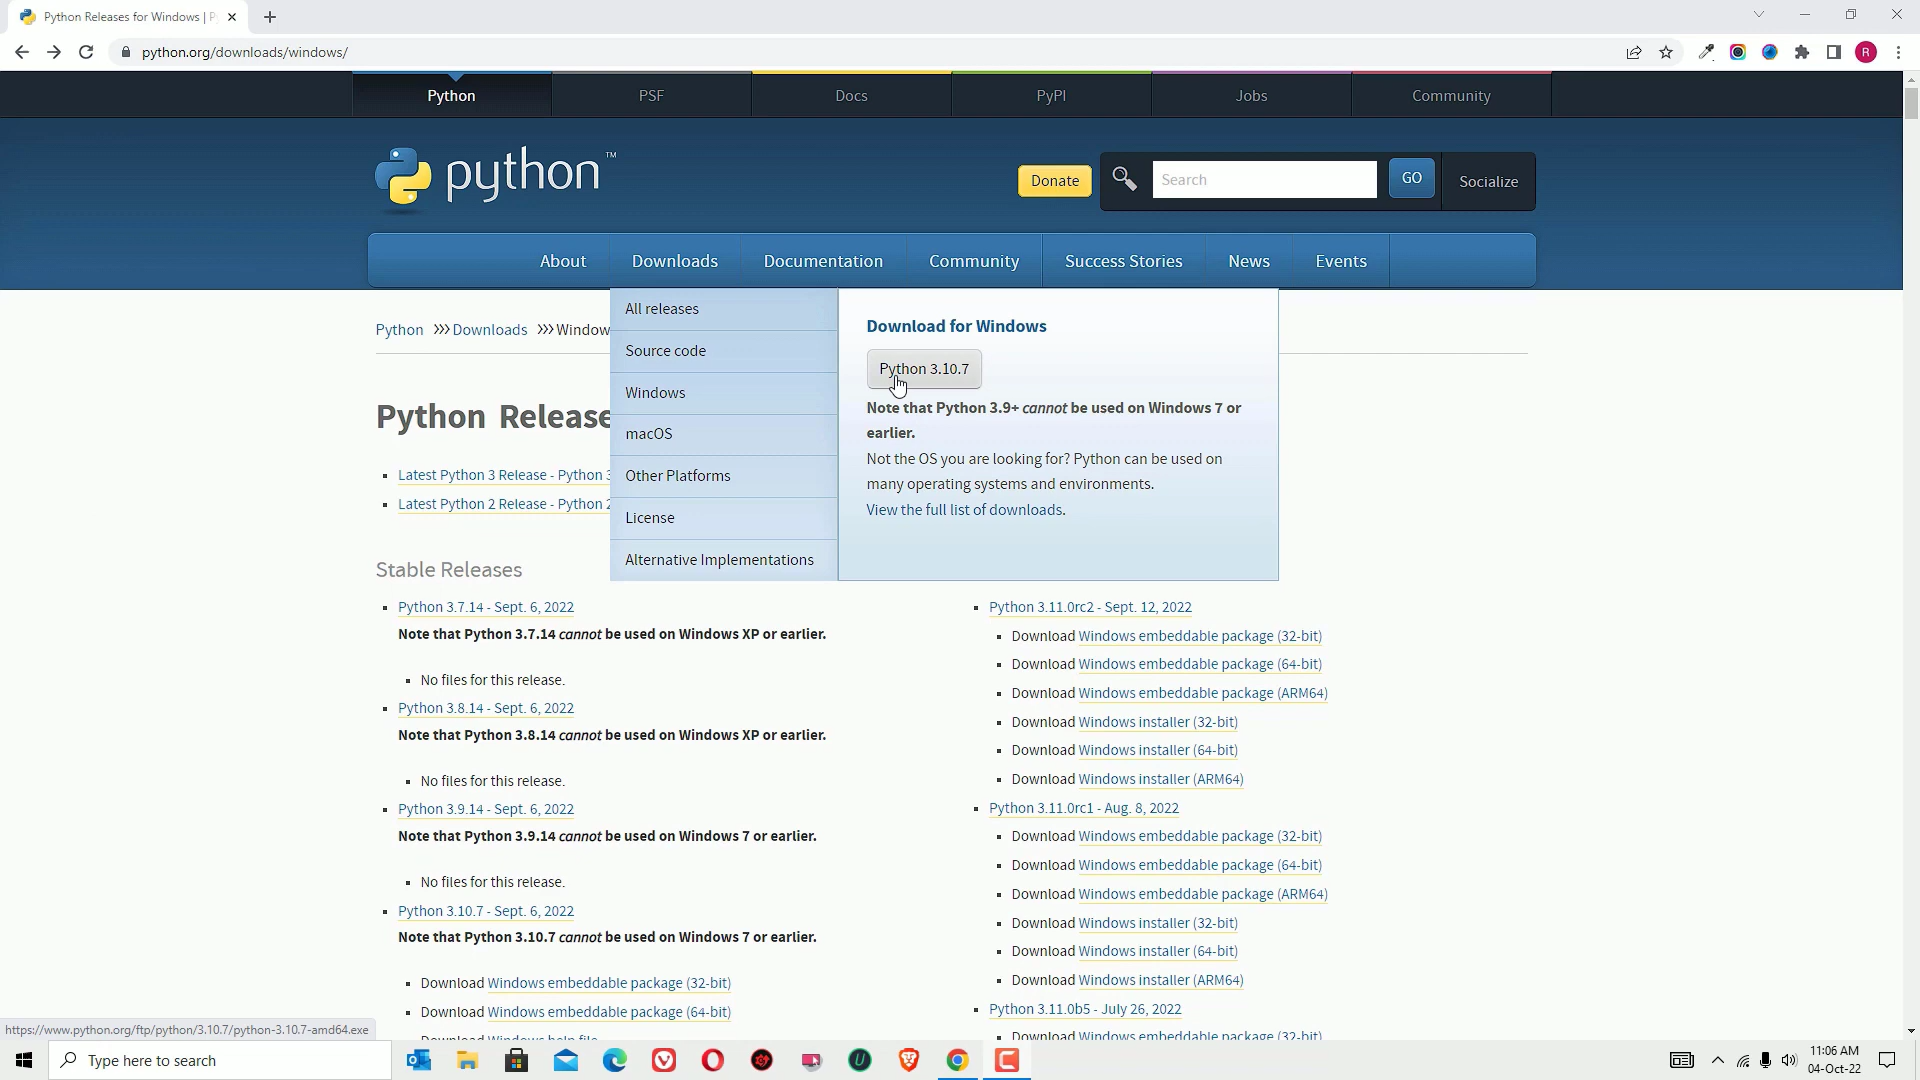 Python Releases for Windows | P
python.org/downloads/windows/
R
Python
PSF
Docs
PyPI
Jobs
Community
python™
Donate
Search
GO
Socialize
About
Downloads
Documentation
Community
Success Stories
News
Events
All releases
Source code
Windows
macOS
Other Platforms
License
Alternative Implementations
Download for Windows
Python 3.10.7
Note that Python 3.9+ cannot be used on Windows 7 or
earlier.
Not the OS you are looking for? Python can be used on
many operating systems and environments.
View the full list of downloads.
Python >>> Downloads >>> Window
Python Release
Latest Python 3 Release - Python 3
Latest Python 2 Release - Python 2
Stable Releases
Python 3.7.14 - Sept. 6, 2022
Note that Python 3.7.14 cannot be used on Windows XP or earlier.
No files for this release.
Python 3.8.14 - Sept. 6, 2022
Note that Python 3.8.14 cannot be used on Windows XP or earlier.
No files for this release.
Python 3.9.14 - Sept. 6, 2022
Note that Python 3.9.14 cannot be used on Windows 7 or earlier.
No files for this release.
Python 3.10.7 - Sept. 6, 2022
Note that Python 3.10.7 cannot be used on Windows 7 or earlier.
Download Windows embeddable package (32-bit)
Download Windows embeddable package (64-bit)
Download Windows help file
Python 3.11.0rc2 - Sept. 12, 2022
Download Windows embeddable package (32-bit)
Download Windows embeddable package (64-bit)
Download Windows embeddable package (ARM64)
Download Windows installer (32-bit)
Download Windows installer (64-bit)
Download Windows installer (ARM64)
Python 3.11.0rc1 - Aug. 8, 2022
Download Windows embeddable package (32-bit)
Download Windows embeddable package (64-bit)
Download Windows embeddable package (ARM64)
Download Windows installer (32-bit)
Download Windows installer (64-bit)
Download Windows installer (ARM64)
Python 3.11.0b5 - July 26, 2022
Download Windows embeddable package (32-bit)
https://www.python.org/ftp/python/3.10.7/python-3.10.7-amd64.exe
Type here to search
11:06 AM
04-Oct-22